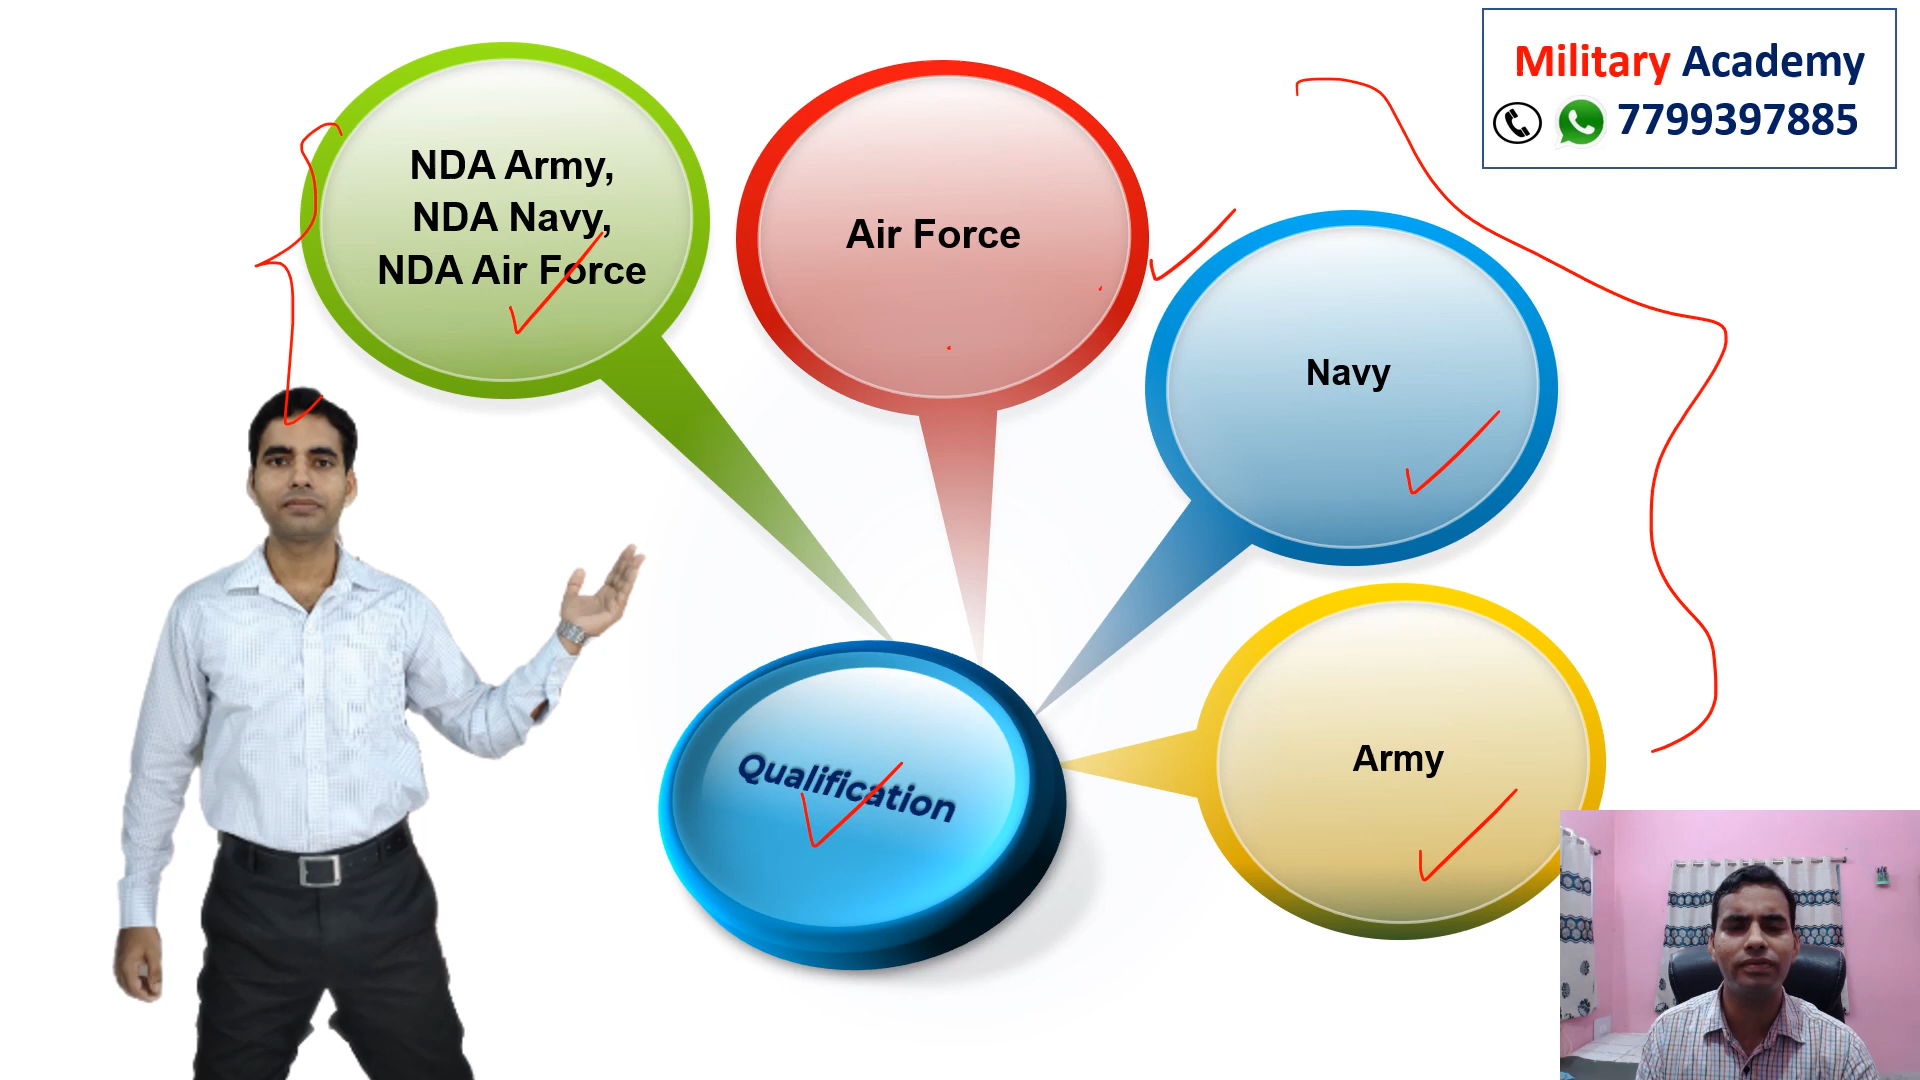 Military Academy
7799397885
NDA Army,
NDA Navy,
NDA Air Force
Air Force
Navy
Army
Qualification